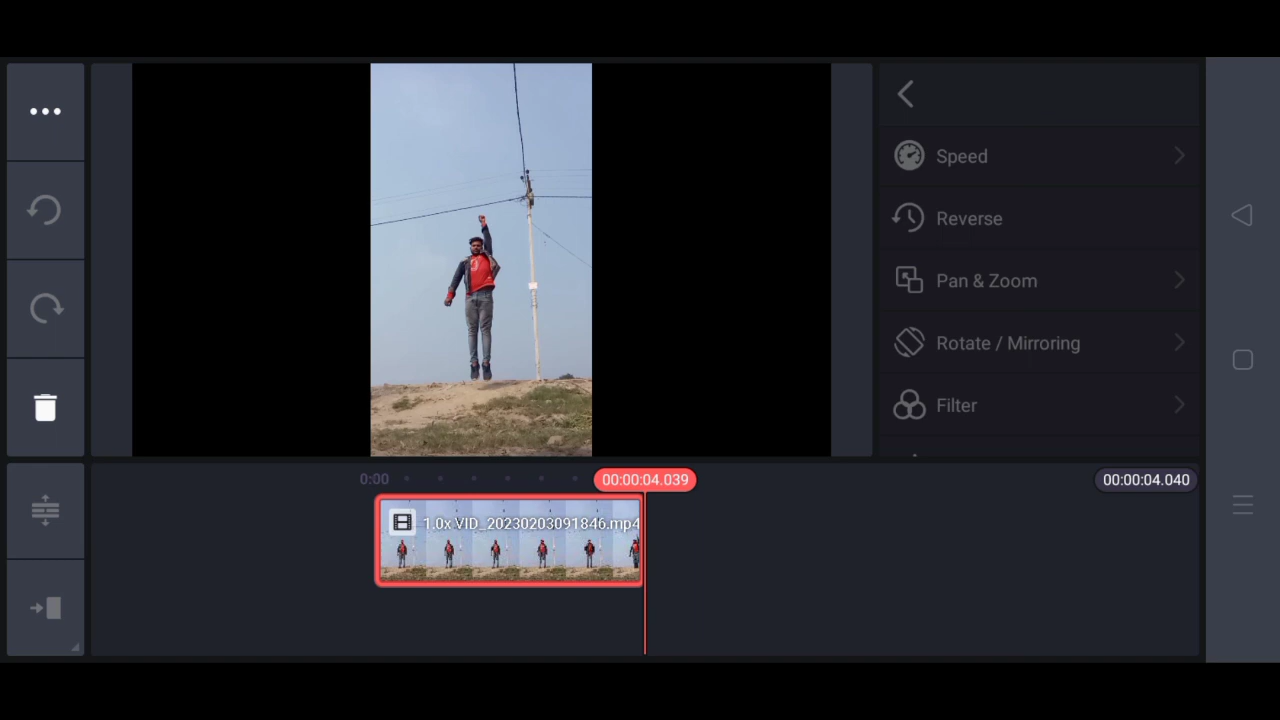 Speed
Reverse
Pan & Zoom
Rotate / Mirroring
Filter
0:00
00:00:04.039
00:00:04.040
1.0x VID_20230203091846.mp4